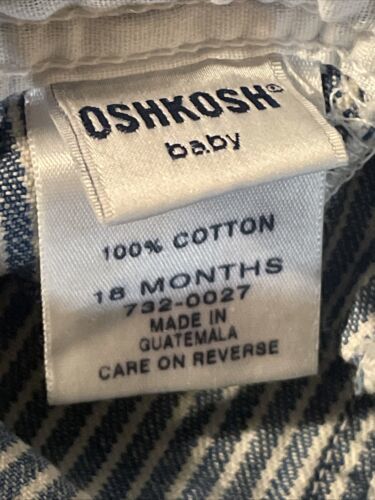 OSHKOSH®
baby
100% COTTON
18 MONTHS
732-0027
MADE IN
GUATEMALA
CARE ON REVERSE